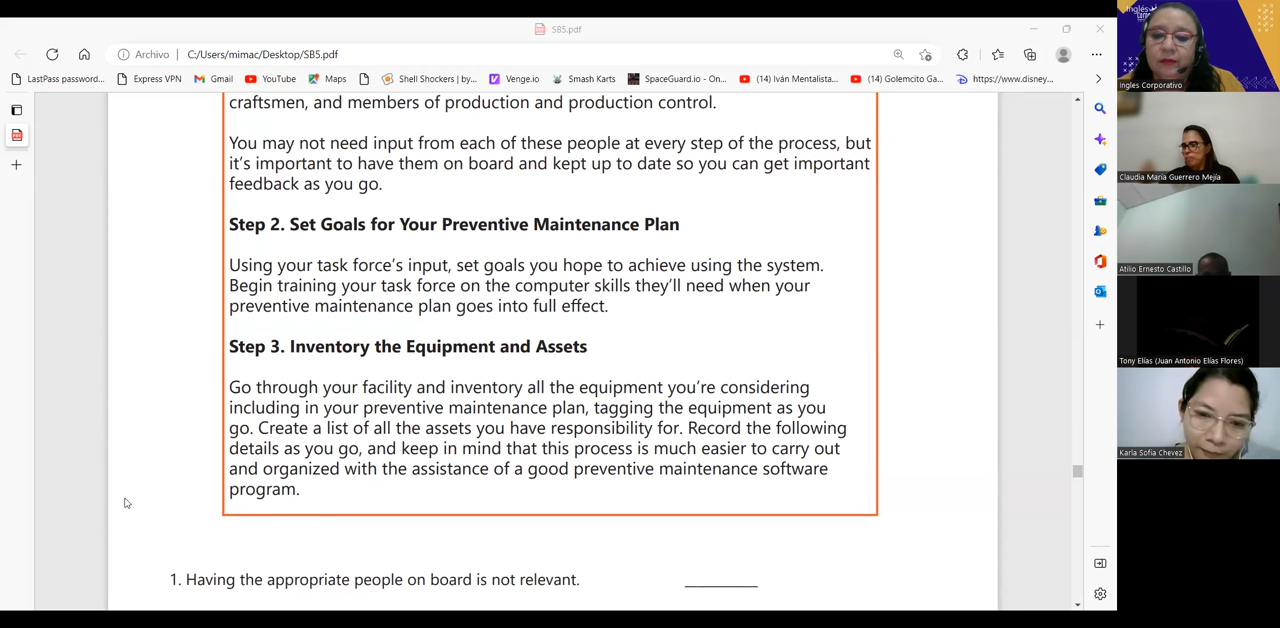 SB5.pdf
Archivo | C:/Users/mimac/Desktop/SB5.pdf
LastPass password... Express VPN Gmail YouTube Maps Shell Shockers | by... Venge.io Smash Karts SpaceGuard.io - On... (14) Iván Mentalista... (14) Golemcito Ga... https://www.disney...
craftsmen, and members of production and production control.
You may not need input from each of these people at every step of the process, but
it's important to have them on board and kept up to date so you can get important
feedback as you go.
Step 2. Set Goals for Your Preventive Maintenance Plan
Using your task force's input, set goals you hope to achieve using the system.
Begin training your task force on the computer skills they'll need when your
preventive maintenance plan goes into full effect.
Step 3. Inventory the Equipment and Assets
Go through your facility and inventory all the equipment you're considering
including in your preventive maintenance plan, tagging the equipment as you
go. Create a list of all the assets you have responsibility for. Record the following
details as you go, and keep in mind that this process is much easier to carry out
and organized with the assistance of a good preventive maintenance software
program.
1. Having the appropriate people on board is not relevant. __________
Inglés
Ingles Corporativo
Claudia María Guerrero Mejía
Atilio Ernesto Castillo
Tony Elías (Juan Antonio Elías Flores)
Karla Sofia Chevez